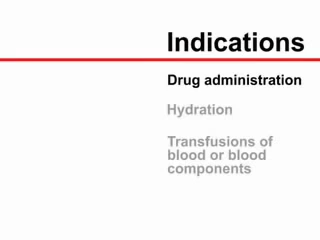 Indications
Drug administration
Hydration
Transfusions of
blood or blood
components